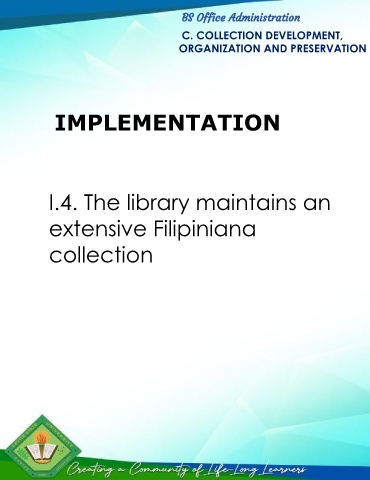 BS Office Administration
C. COLLECTION DEVELOPMENT,
ORGANIZATION AND PRESERVATION
IMPLEMENTATION
I.4. The library maintains an
extensive Filipiniana
collection
Creating a Community of Life-Long Learners